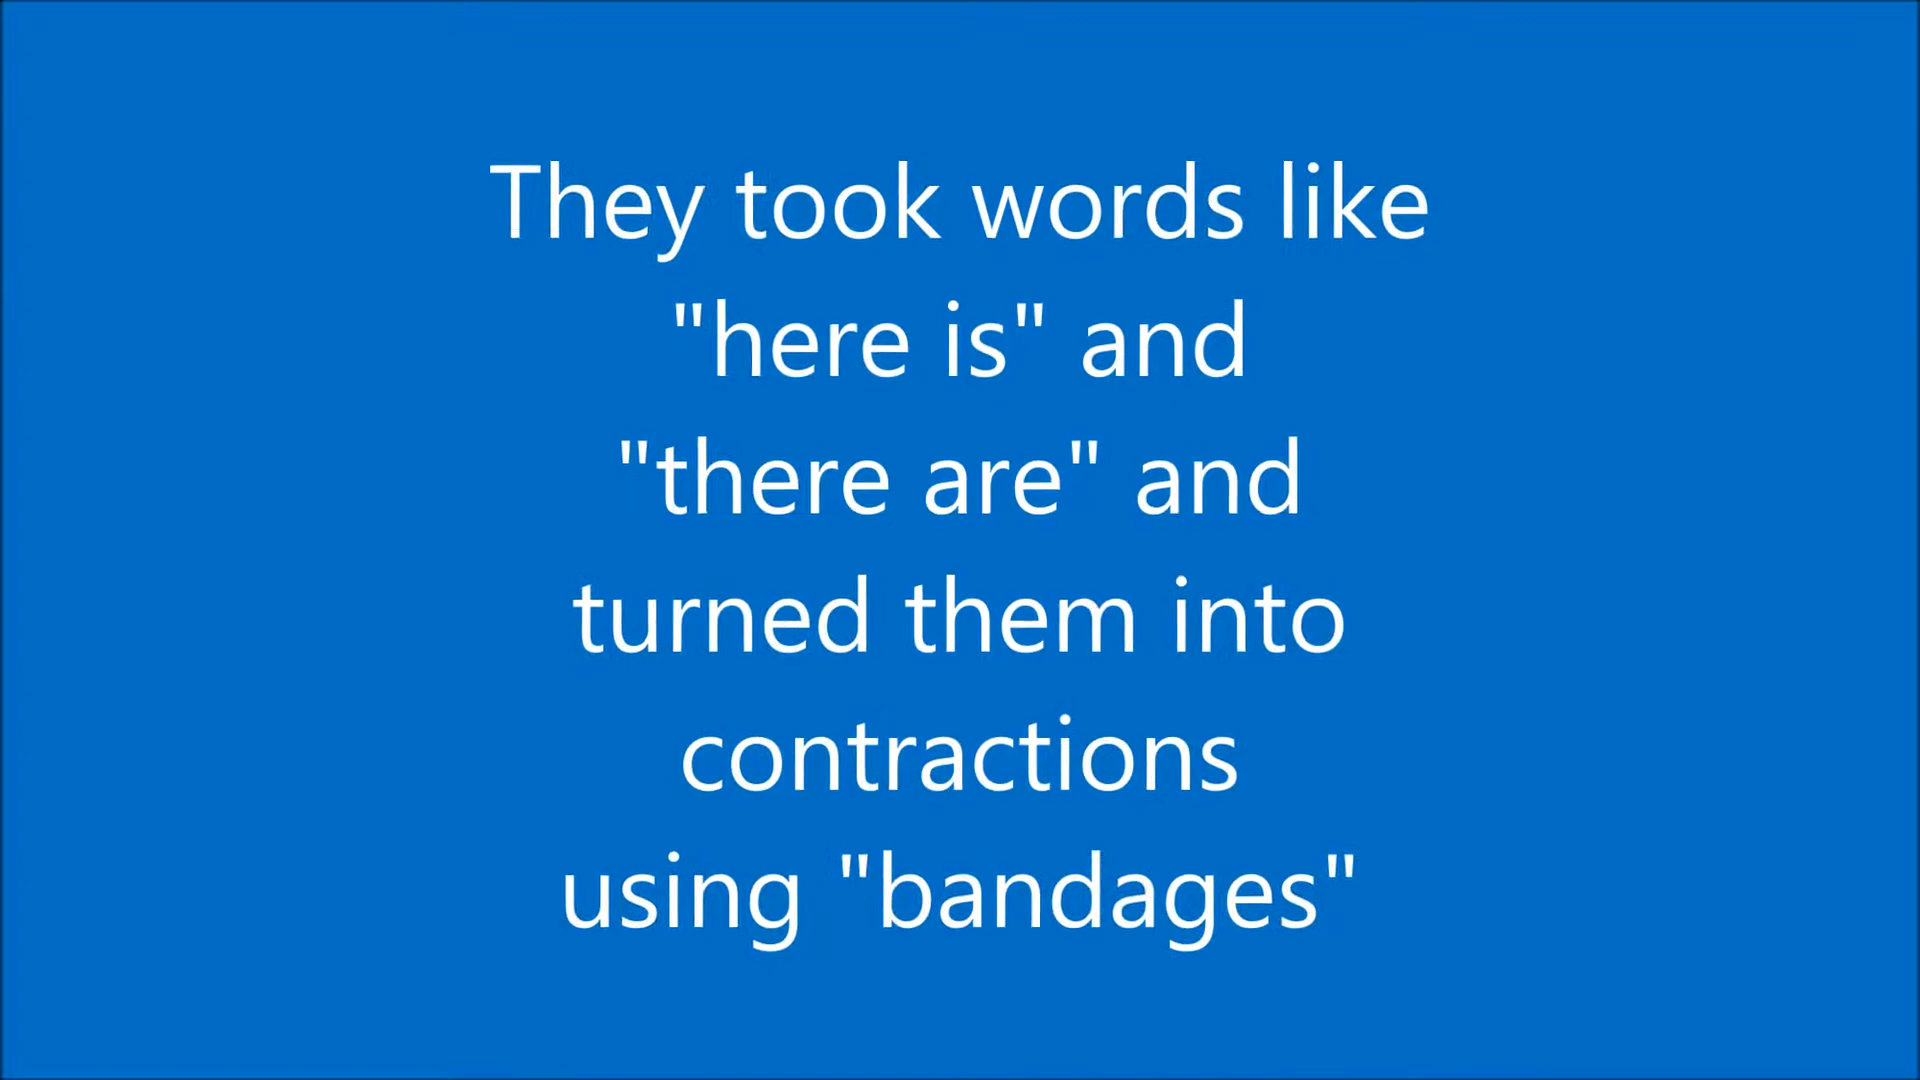 They took words like
"here is" and
"there are" and
turned them into
contractions
using "bandages"